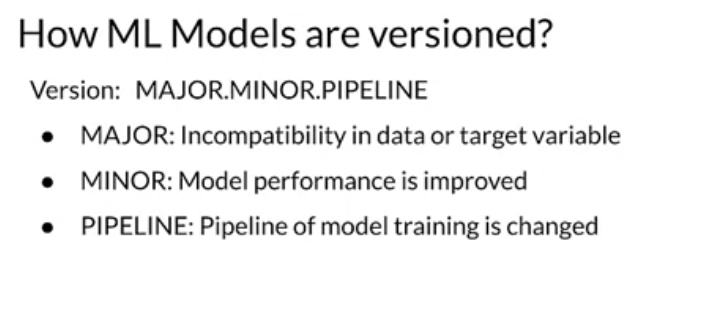 How ML Models are versioned?
Version: MAJOR.MINOR.PIPELINE
● MAJOR: Incompatibility in data or target variable
● MINOR: Model performance is improved
● PIPELINE: Pipeline of model training is changed